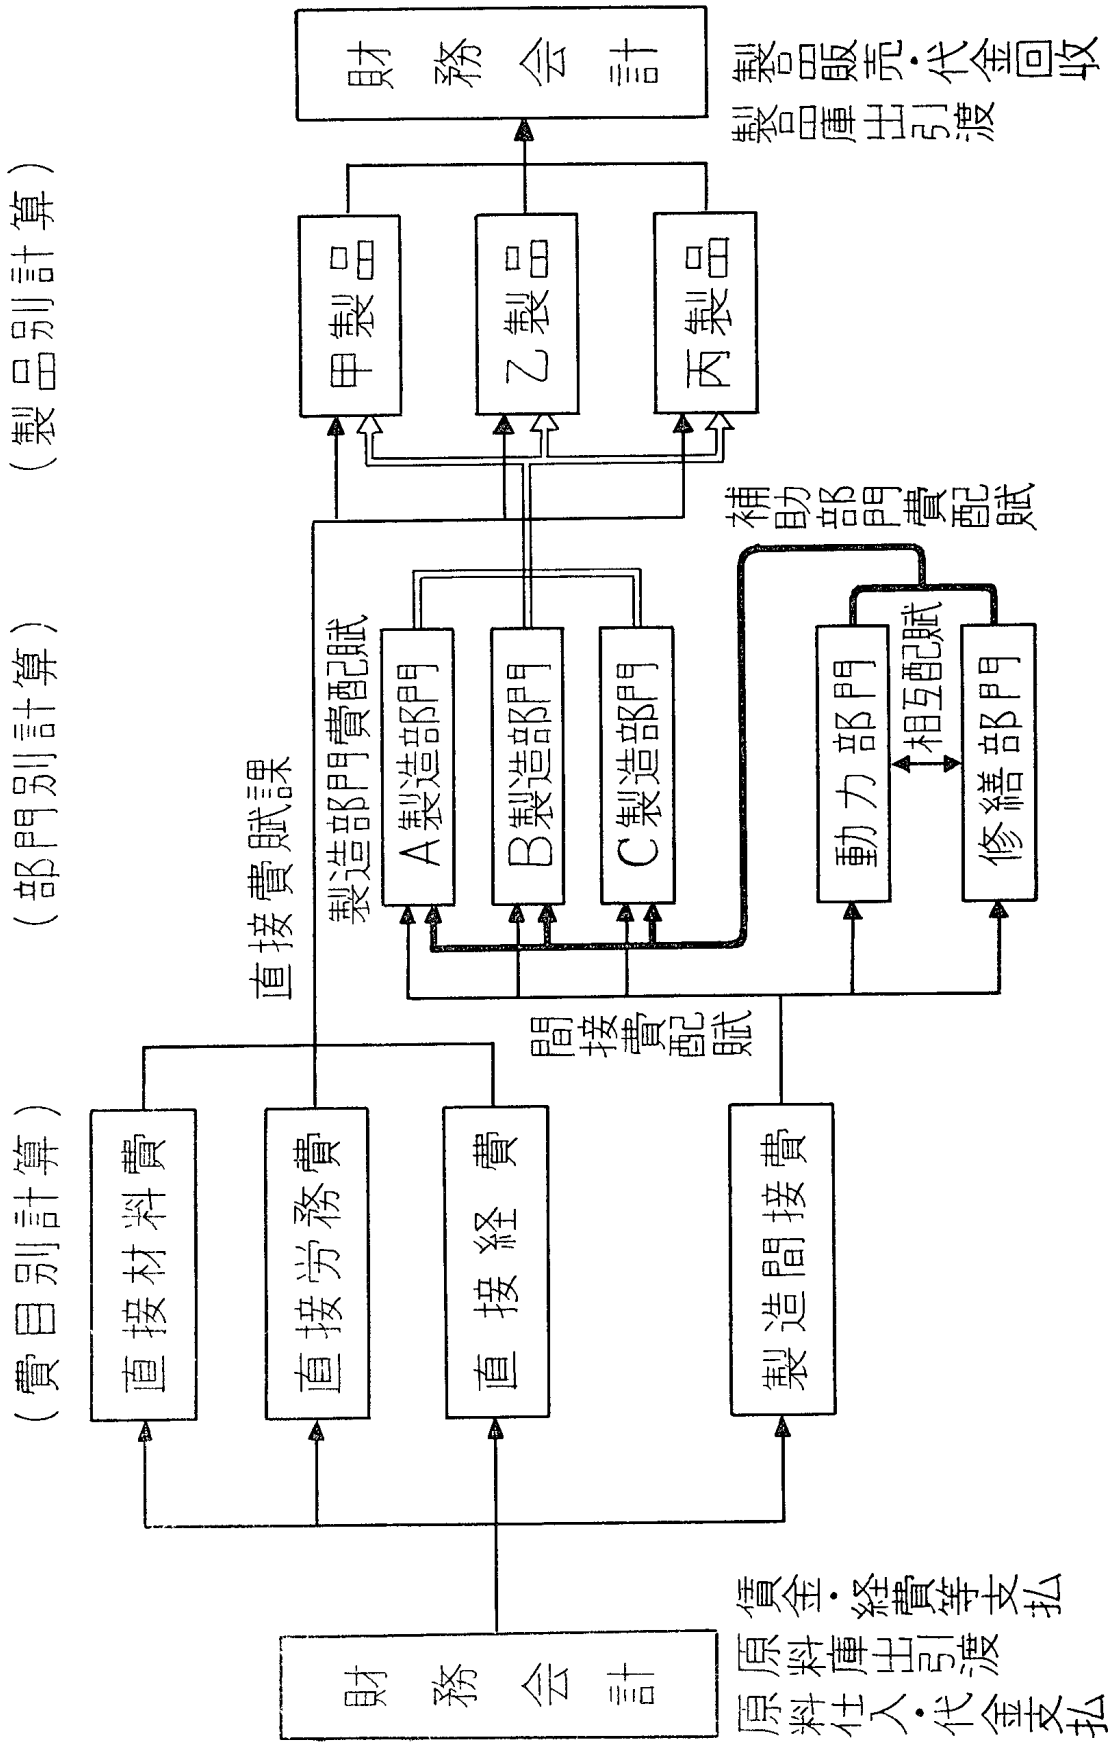 (費目別計算)
(部門別計算)
(製品別計算)
財務会計
原料仕入・代金支払
原料庫出引渡
賃金・経費等支払
直接材料費
直接労務費
直接経費
製造間接費
直接費賦課
間接費配賦
製造部門費配賦
A製造部門
B製造部門
C製造部門
動力部門
相互配賦
修繕部門
補助部門費配賦
甲製品
乙製品
丙製品
財務会計
製品販売・代金回収
製品庫出引渡